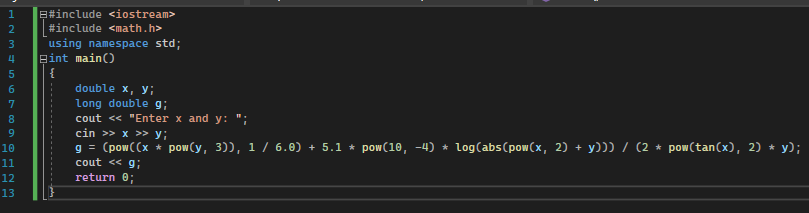 1 #include <iostream>
2 #include <math.h>
3 using namespace std;
4 int main()
5 {
6 double x, y;
7 long double g;
8 cout << "Enter x and y: ";
9 cin >> x >> y;
10 g = (pow((x * pow(y, 3)), 1 / 6.0) + 5.1 * pow(10, -4) * log(abs(pow(x, 2) + y))) / (2 * pow(tan(x), 2) * y);
11 cout << g;
12 return 0;
13 }